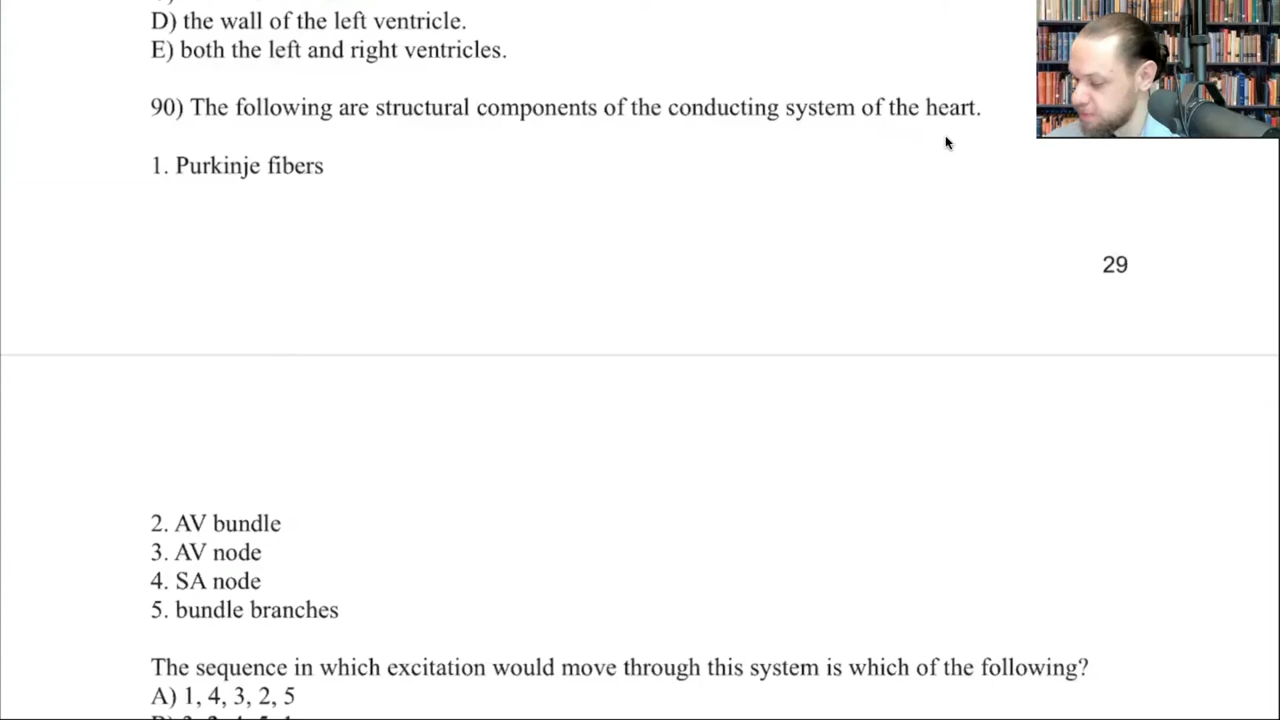 D) the wall of the left ventricle.
E) both the left and right ventricles.
90) The following are structural components of the conducting system of the heart.
1. Purkinje fibers
29
2. AV bundle
3. AV node
4. SA node
5. bundle branches
The sequence in which excitation would move through this system is which of the following?
A) 1, 4, 3, 2, 5